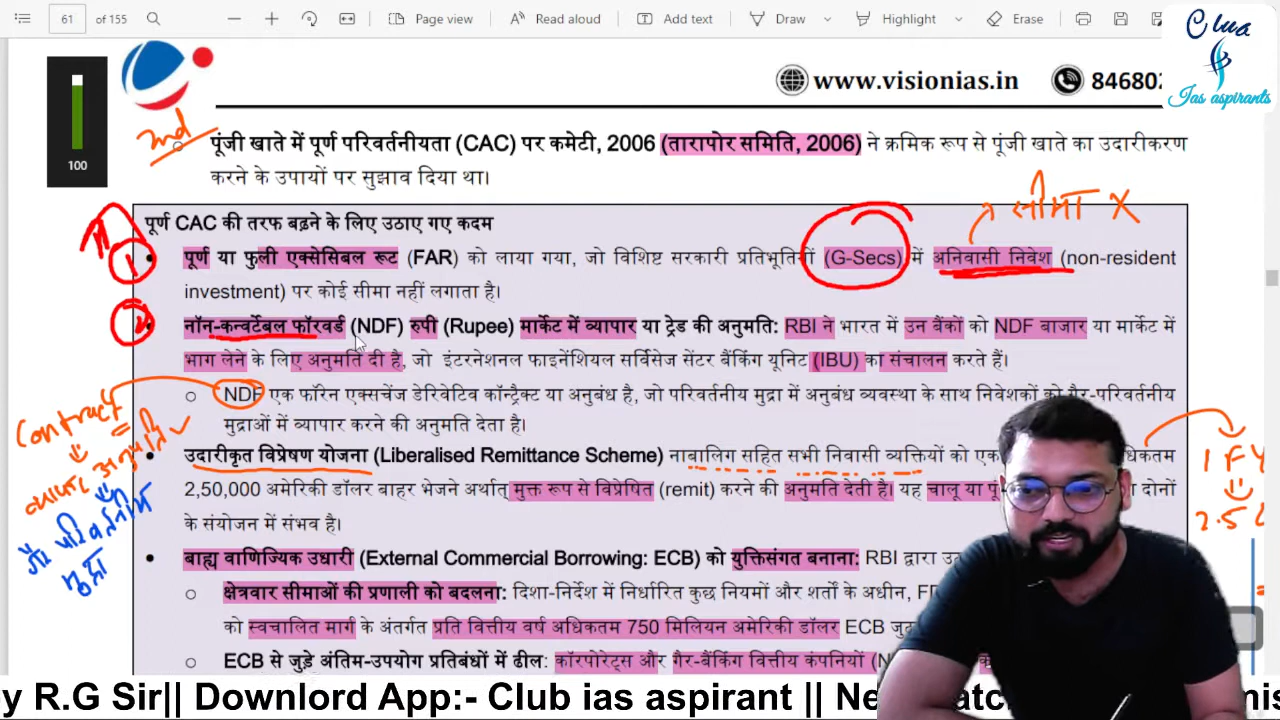 61 of 155 Page view Read aloud Add text Draw Highlight Erase
Club
Ias aspirants
www.visionias.in 84680
100
2nd
पूंजी खाते में पूर्ण परिवर्तनीयता (CAC) पर कमेटी, 2006 (तारापोर समिति, 2006) ने क्रमिक रूप से पूंजी खाते का उदारीकरण
करने के उपायों पर सुझाव दिया था।
सीमा X
पूर्ण CAC की तरफ बढ़ने के लिए उठाए गए कदम
पूर्ण या फुली एक्सेसिबल रूट (FAR) को लाया गया, जो विशिष्ट सरकारी प्रतिभूतियों (G-Secs) में अनिवासी निवेश (non-resident
investment) पर कोई सीमा नहीं लगाता है।
नॉन-कन्वर्टेबल फॉरवर्ड (NDF) रुपी (Rupee) मार्केट में व्यापार या ट्रेड की अनुमति: RBI ने भारत में उन बैंकों को NDF बाजार या मार्केट में
भाग लेने के लिए अनुमति दी है, जो इंटरनेशनल फाइनेंशियल सर्विसेज सेंटर बैंकिंग यूनिट (IBU) का संचालन करते हैं।
NDF एक फॉरेन एक्सचेंज डेरिवेटिव कॉन्ट्रैक्ट या अनुबंध है, जो परिवर्तनीय मुद्रा में अनुबंध व्यवस्था के साथ निवेशकों को गैर-परिवर्तनीय
मुद्राओं में व्यापार करने की अनुमति देता है।
Contract
व्यापार अनुमति
गैर परिवर्तनीय
मुद्रा
उदारीकृत विप्रेषण योजना (Liberalised Remittance Scheme) नाबालिग सहित सभी निवासी व्यक्तियों को एक धिकतम
1 FY
2,50,000 अमेरिकी डॉलर बाहर भेजने अर्थात् मुक्त रूप से विप्रेषित (remit) करने की अनुमति देती है। यह चालू या दोनों
2.5
के संयोजन में संभव है।
बाह्य वाणिज्यिक उधारी (External Commercial Borrowing: ECB) को युक्तिसंगत बनाना: RBI द्वारा
क्षेत्रवार सीमाओं की प्रणाली को बदलना: दिशा-निर्देश में निर्धारित कुछ नियमों और शर्तों के अधीन,
को स्वचालित मार्ग के अंतर्गत प्रति वित्तीय वर्ष अधिकतम 750 मिलियन अमेरिकी डॉलर ECB
ECB से जुड़े अंतिम-उपयोग प्रतिबंधों में ढील: कॉरपोरेट्स और गैर-बैंकिंग वित्तीय कंपनियों
y R.G Sir|| Downlord App:- Club ias aspirant || Ne